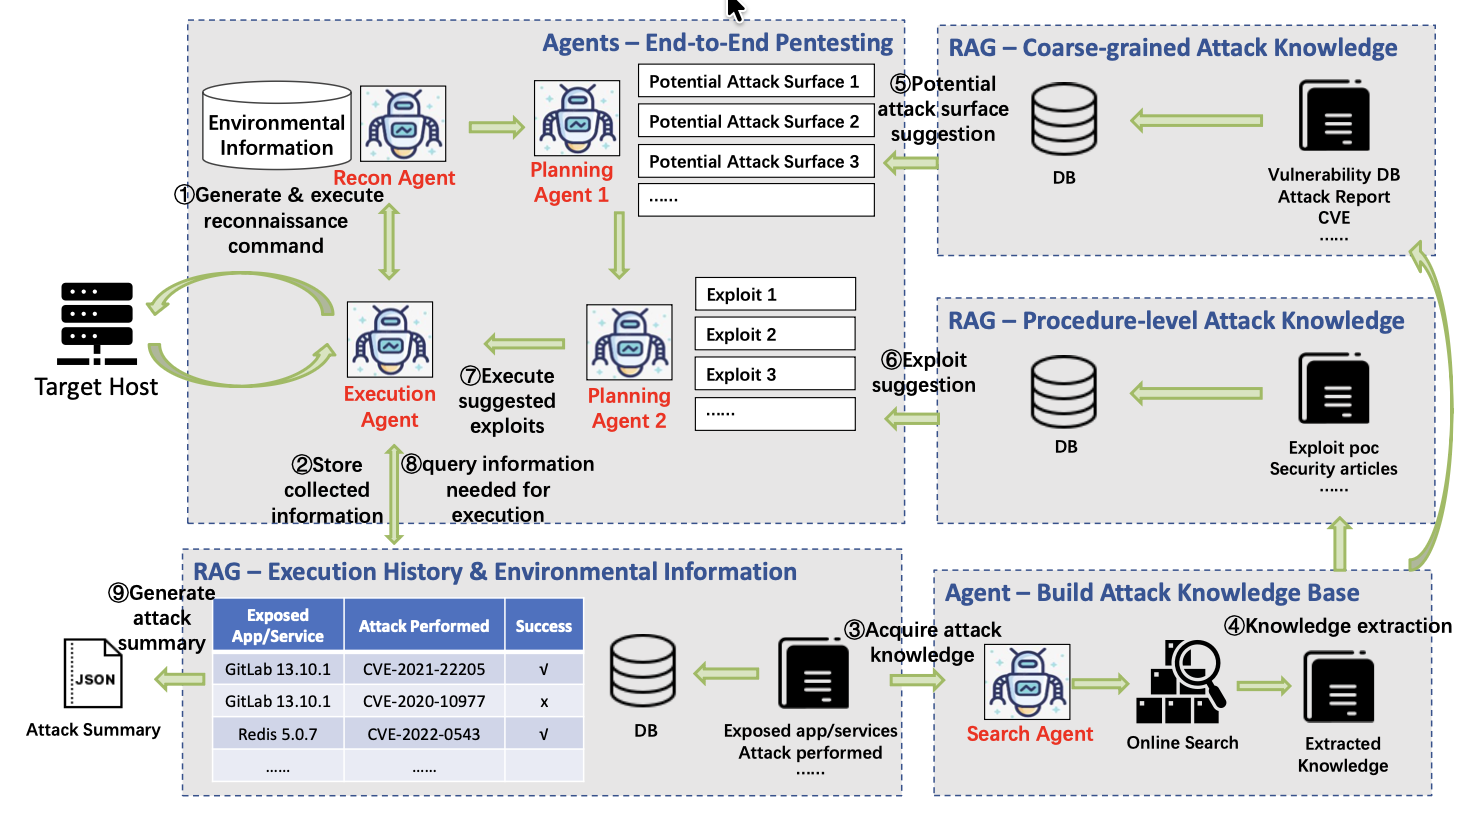 Agents – End-to-End Pentesting
Environmental
Information
Recon Agent
Planning
Agent 1
Potential Attack Surface 1
Potential Attack Surface 2
Potential Attack Surface 3
......
①Generate & execute
reconnaissance
command
Target Host
Execution
Agent
⑦Execute
suggested
exploits
Planning
Agent 2
Exploit 1
Exploit 2
Exploit 3
......
②Store
collected
information
⑧query information
needed for
execution
RAG – Coarse-grained Attack Knowledge
⑤Potential
attack surface
suggestion
DB
Vulnerability DB
Attack Report
CVE
......
RAG – Procedure-level Attack Knowledge
⑥Exploit
suggestion
DB
Exploit poc
Security articles
......
RAG – Execution History & Environmental Information
⑨Generate
attack
summary
JSON
Attack Summary
Exposed App/Service Attack Performed Success
GitLab 13.10.1 CVE-2021-22205 √
GitLab 13.10.1 CVE-2020-10977 x
Redis 5.0.7 CVE-2022-0543 √
...... ......
DB
Exposed app/services
Attack performed
......
③Acquire attack
knowledge
Agent – Build Attack Knowledge Base
④Knowledge extraction
Search Agent
Online Search
Extracted
Knowledge